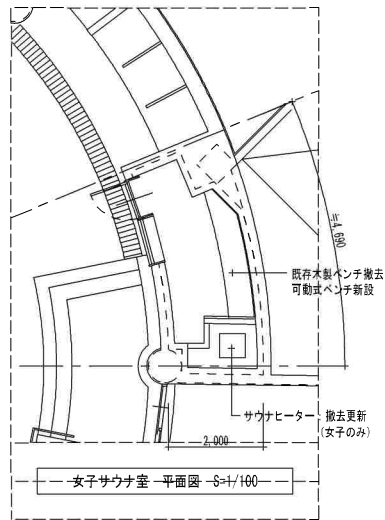 ≒4,690
既存木製ベンチ撤去
可動式ベンチ新設
サウナヒーター：撤去更新
(女子のみ)
2,000
女子サウナ室　平面図　S=1/100